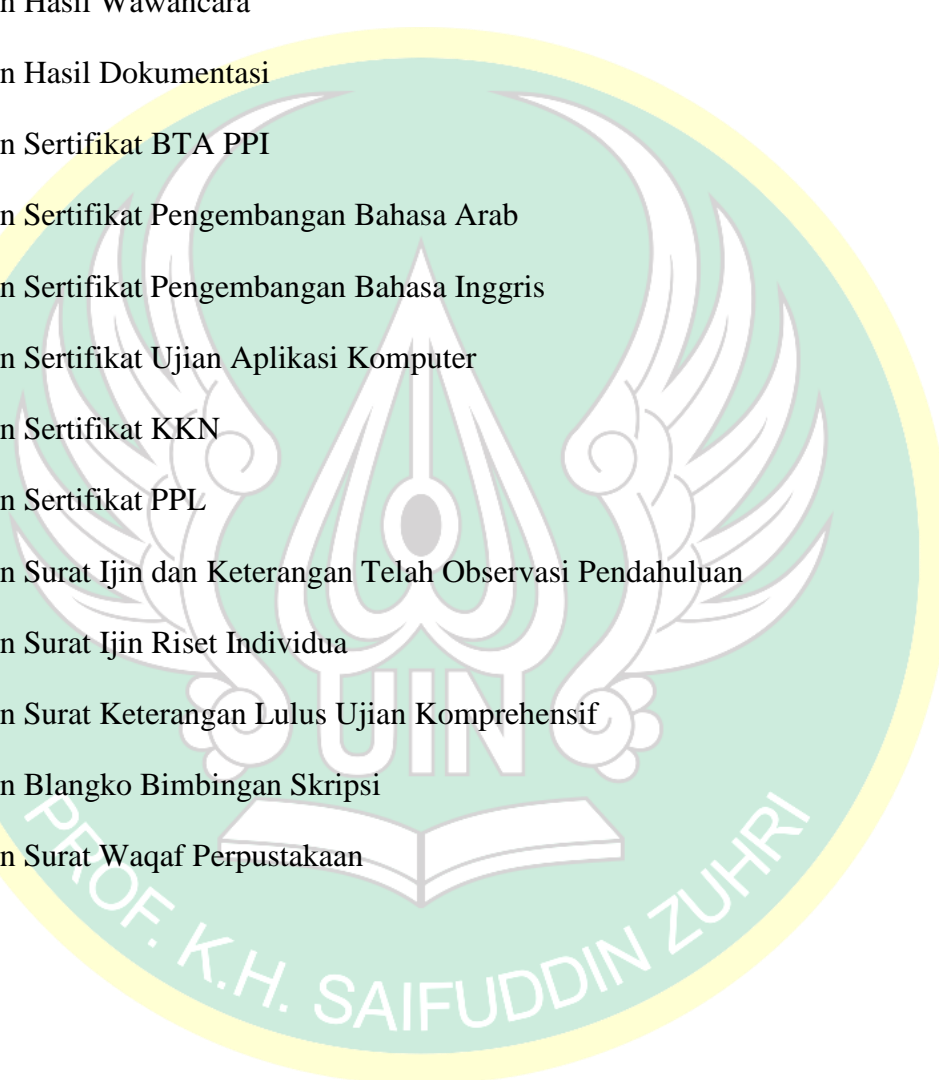 n Hasil Wawancara
n Hasil Dokumentasi
n Sertifikat BTA PPI
n Sertifikat Pengembangan Bahasa Arab
n Sertifikat Pengembangan Bahasa Inggris
n Sertifikat Ujian Aplikasi Komputer
n Sertifikat KKN
n Sertifikat PPL
n Surat Ijin dan Keterangan Telah Observasi Pendahuluan
n Surat Ijin Riset Individua
n Surat Keterangan Lulus Ujian Komprehensif
n Blangko Bimbingan Skripsi
n Surat Waqaf Perpustakaan
UIN
PROF. K.H. SAIFUDDIN ZUHRI